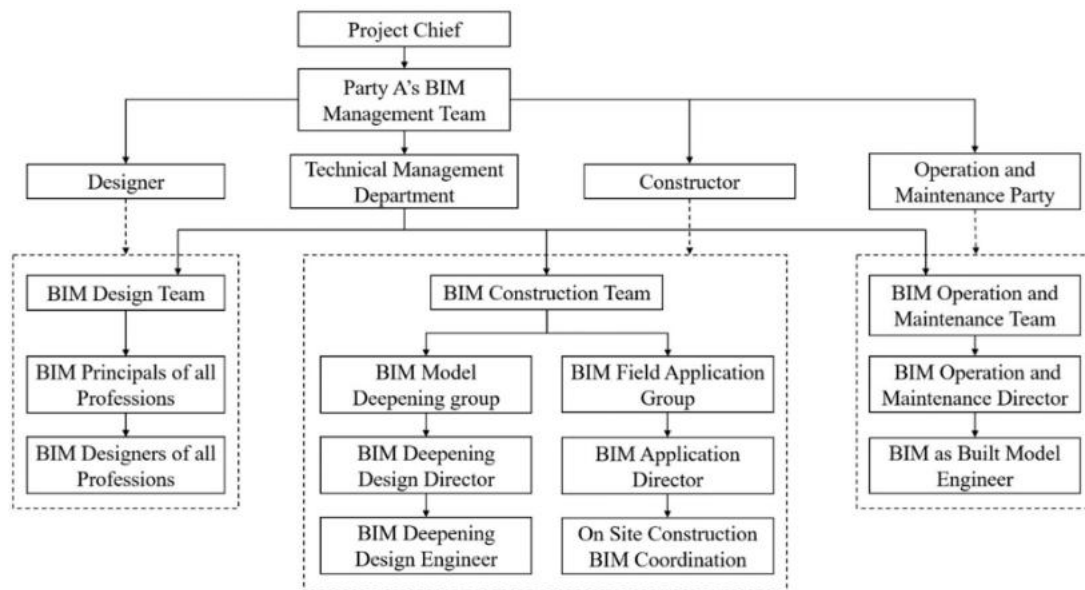 Project Chief
Party A's BIM
Management Team
Designer
Technical Management
Department
Constructor
Operation and
Maintenance Party
BIM Design Team
BIM Construction Team
BIM Operation and
Maintenance Team
BIM Principals of all
Professions
BIM Model
Deepening group
BIM Field Application
Group
BIM Operation and
Maintenance Director
BIM Designers of all
Professions
BIM Deepening
Design Director
BIM Application
Director
BIM as Built Model
Engineer
BIM Deepening
Design Engineer
On Site Construction
BIM Coordination